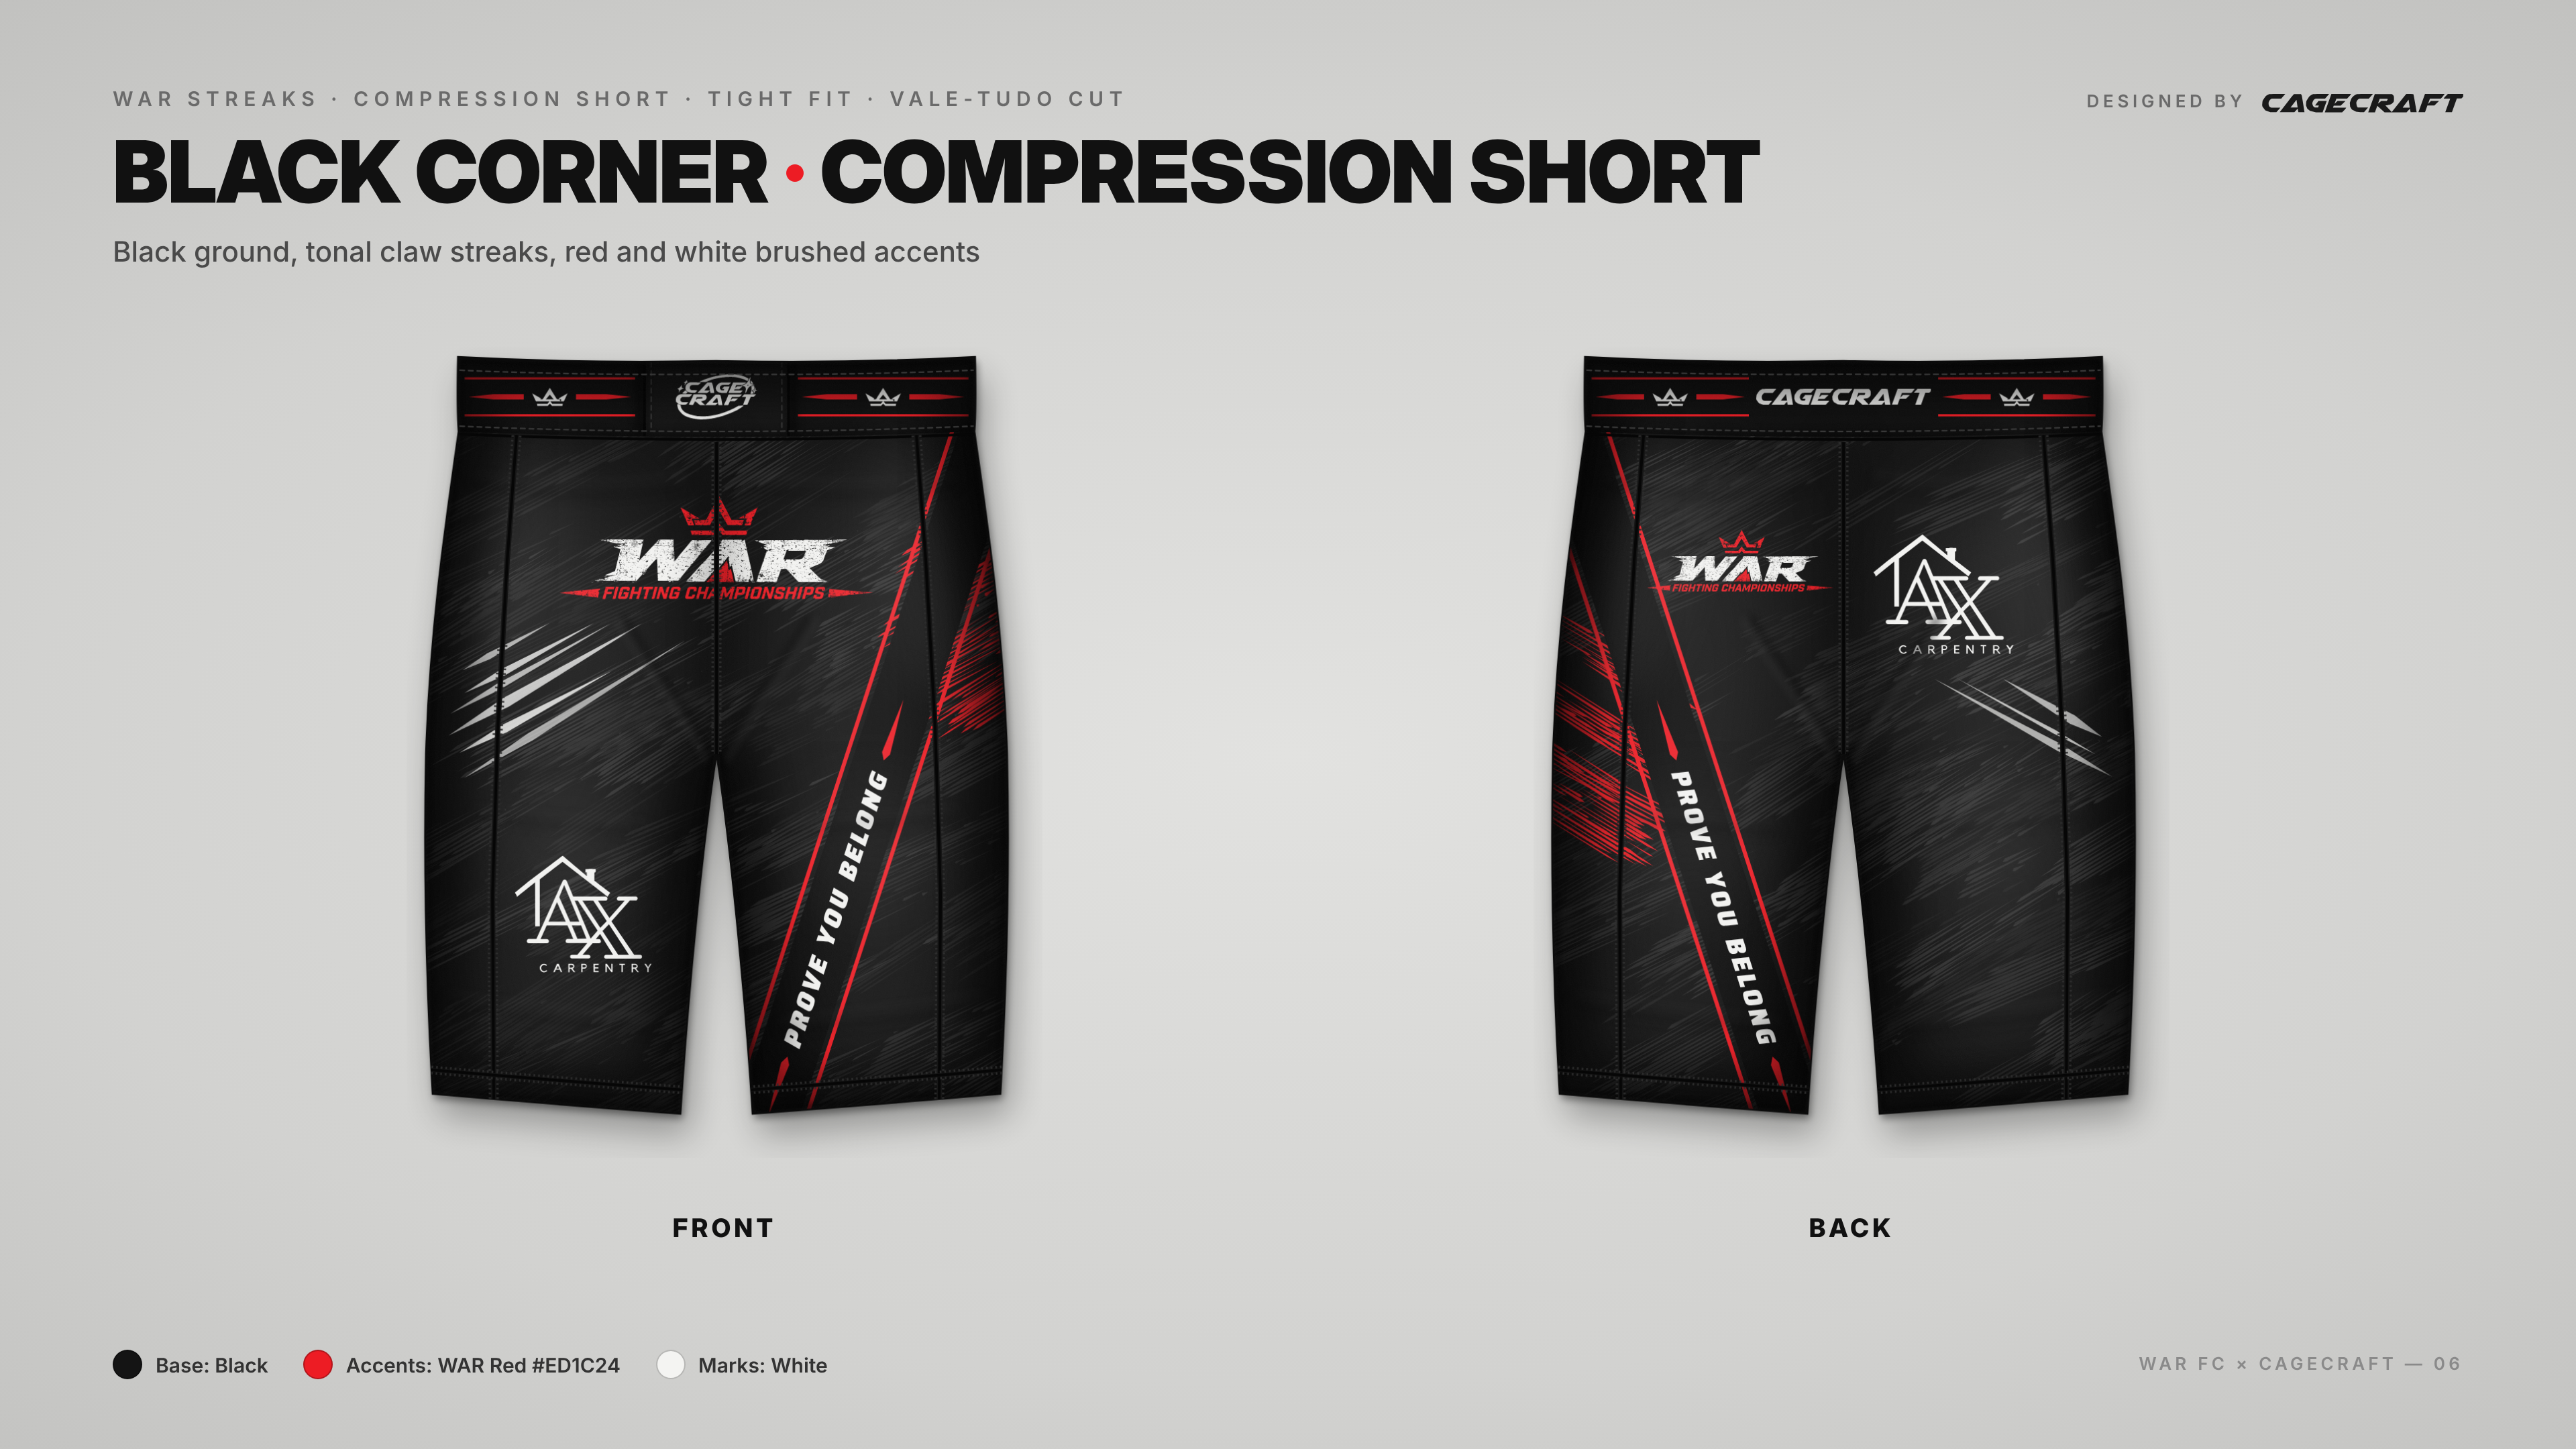 WAR STREAKS · COMPRESSION SHORT · TIGHT FIT · VALE-TUDO CUT
DESIGNED BY CAGECRAFT
BLACK CORNER • COMPRESSION SHORT
Black ground, tonal claw streaks, red and white brushed accents
CAGE
CRAFT
WAR
FIGHTING CHAMPIONSHIPS
AX
CARPENTRY
PROVE YOU BELONG
CAGECRAFT
WAR
FIGHTING CHAMPIONSHIPS
AX
CARPENTRY
PROVE YOU BELONG
FRONT
BACK
Base: Black
Accents: WAR Red #ED1C24
Marks: White
WAR FC × CAGECRAFT — 06